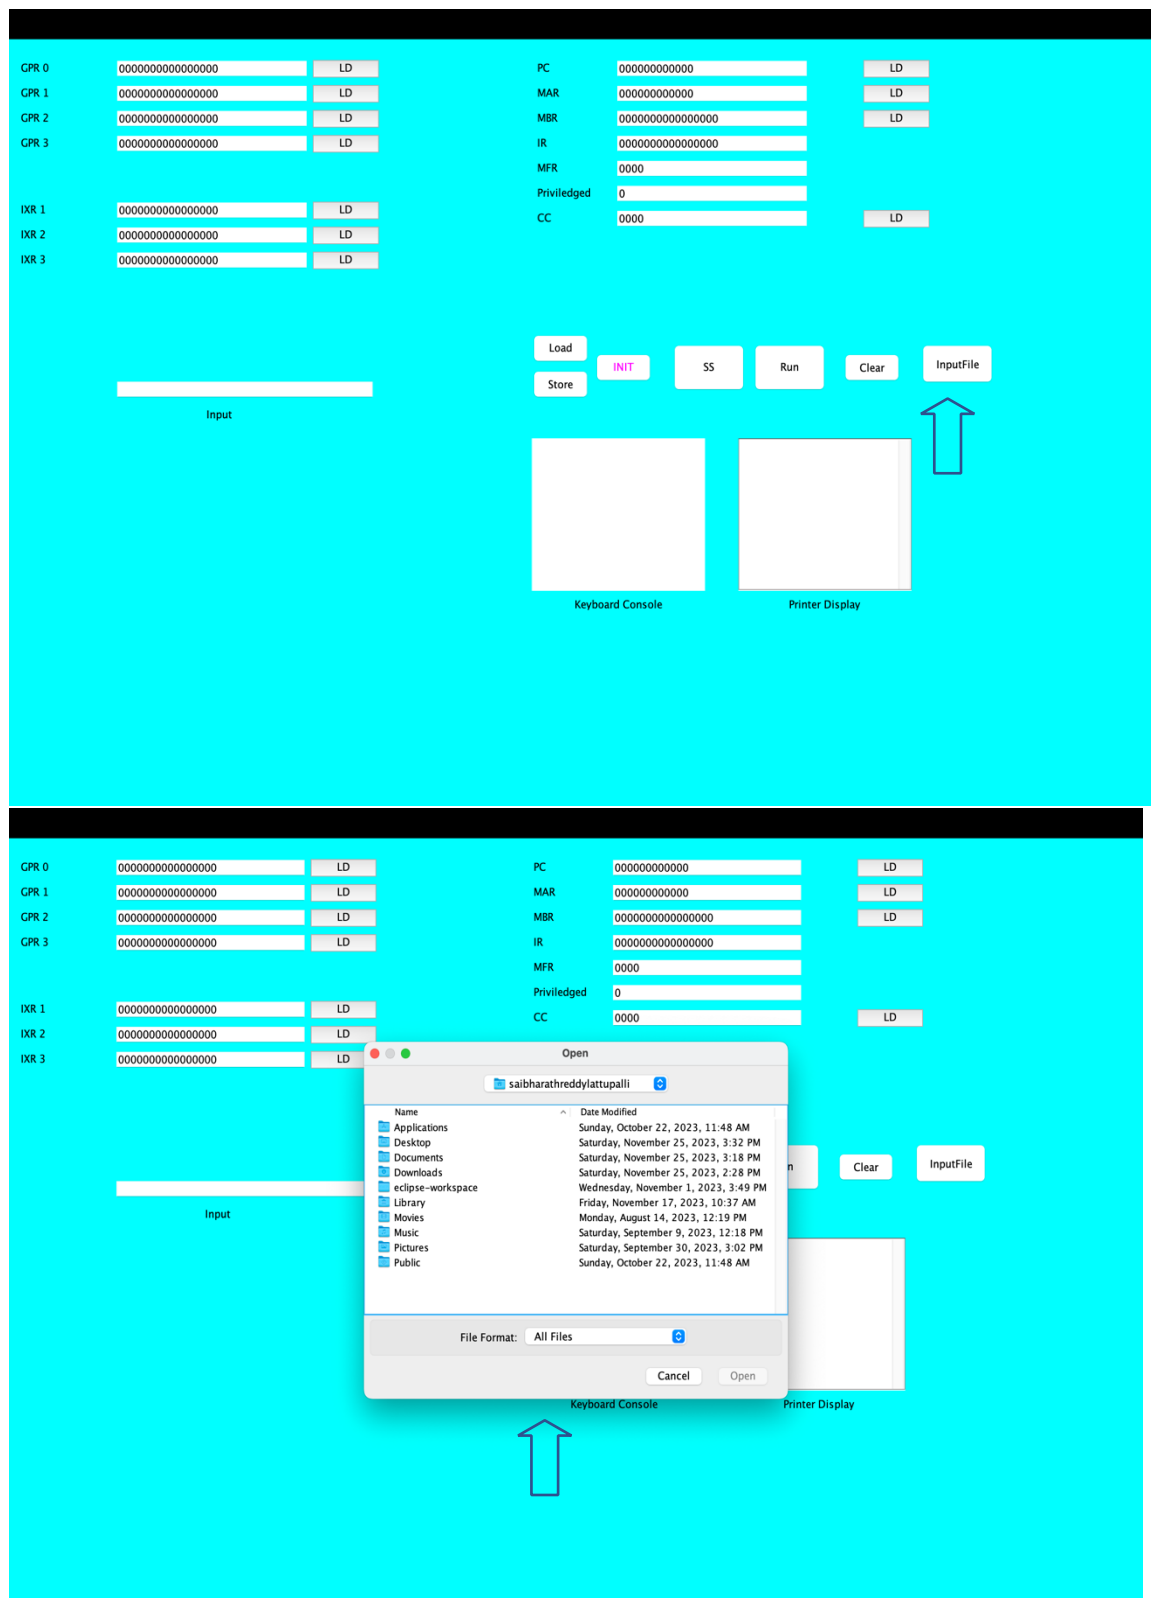 GPR 0 0000000000000000 LD PC 000000000000 LD
GPR 1 0000000000000000 LD MAR 000000000000 LD
GPR 2 0000000000000000 LD MBR 0000000000000000 LD
GPR 3 0000000000000000 LD IR 0000000000000000
MFR 0000
Priviledged 0
IXR 1 0000000000000000 LD CC 0000 LD
IXR 2 0000000000000000 LD
IXR 3 0000000000000000 LD
Load
INIT SS Run Clear InputFile
Store
Input
Keyboard Console Printer Display
GPR 0 0000000000000000 LD PC 000000000000 LD
GPR 1 0000000000000000 LD MAR 000000000000 LD
GPR 2 0000000000000000 LD MBR 0000000000000000 LD
GPR 3 0000000000000000 LD IR 0000000000000000
MFR 0000
Priviledged 0
IXR 1 0000000000000000 LD CC 0000 LD
IXR 2 0000000000000000 LD
IXR 3 0000000000000000 LD
Open
saibharathreddylattupalli
Name Date Modified
Applications Sunday, October 22, 2023, 11:48 AM
Desktop Saturday, November 25, 2023, 3:32 PM
Documents Saturday, November 25, 2023, 3:18 PM
Downloads Saturday, November 25, 2023, 2:28 PM
eclipse-workspace Wednesday, November 1, 2023, 3:49 PM
Library Friday, November 17, 2023, 10:37 AM
Movies Monday, August 14, 2023, 12:19 PM
Music Saturday, September 9, 2023, 12:18 PM
Pictures Saturday, September 30, 2023, 3:02 PM
Public Sunday, October 22, 2023, 11:48 AM
n Clear InputFile
Input
File Format: All Files
Cancel Open
Keyboard Console Printer Display